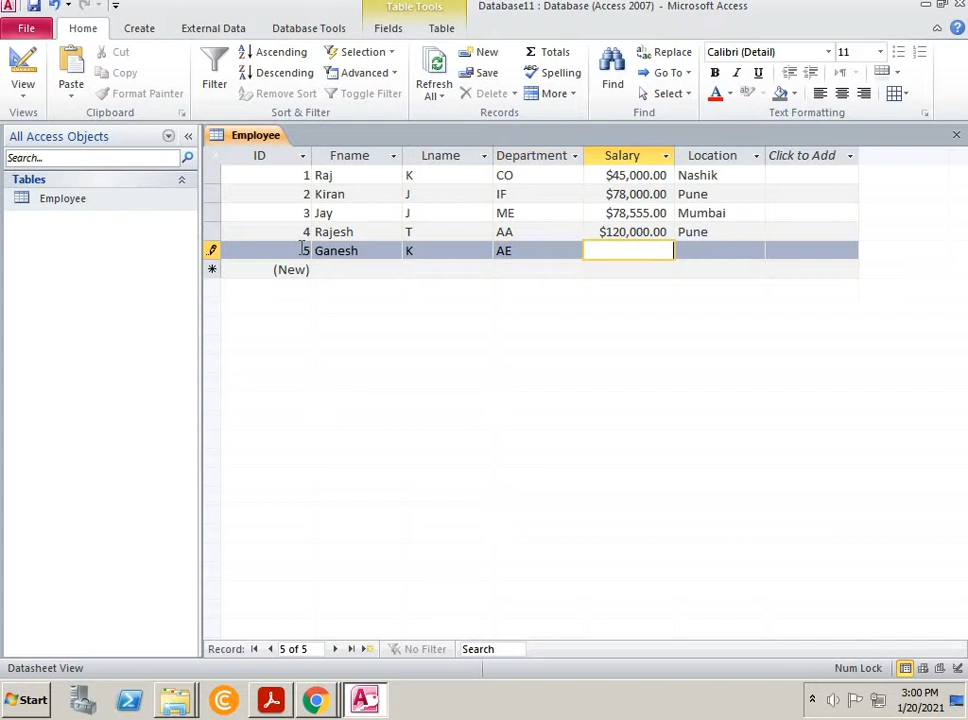 Table Tools
Database11 : Database (Access 2007) - Microsoft Access
File Home Create External Data Database Tools Fields Table
View
Views
Paste
Cut
Copy
Format Painter
Clipboard
Filter
Ascending
Descending
Remove Sort
Selection
Advanced
Toggle Filter
Sort & Filter
Refresh
All
New
Save
Delete
Totals
Spelling
More
Records
Find
Replace
Go To
Select
Find
Calibri (Detail) 11
B I U
A
ab
Text Formatting
All Access Objects
Search...
Tables
Employee
Employee
ID Fname Lname Department Salary Location Click to Add
1 Raj K CO $45,000.00 Nashik
2 Kiran J IF $78,000.00 Pune
3 Jay J ME $78,555.00 Mumbai
4 Rajesh T AA $120,000.00 Pune
5 Ganesh K AE
(New)
Record: 5 of 5 No Filter Search
Datasheet View
Num Lock
Start
3:00 PM
1/20/2021